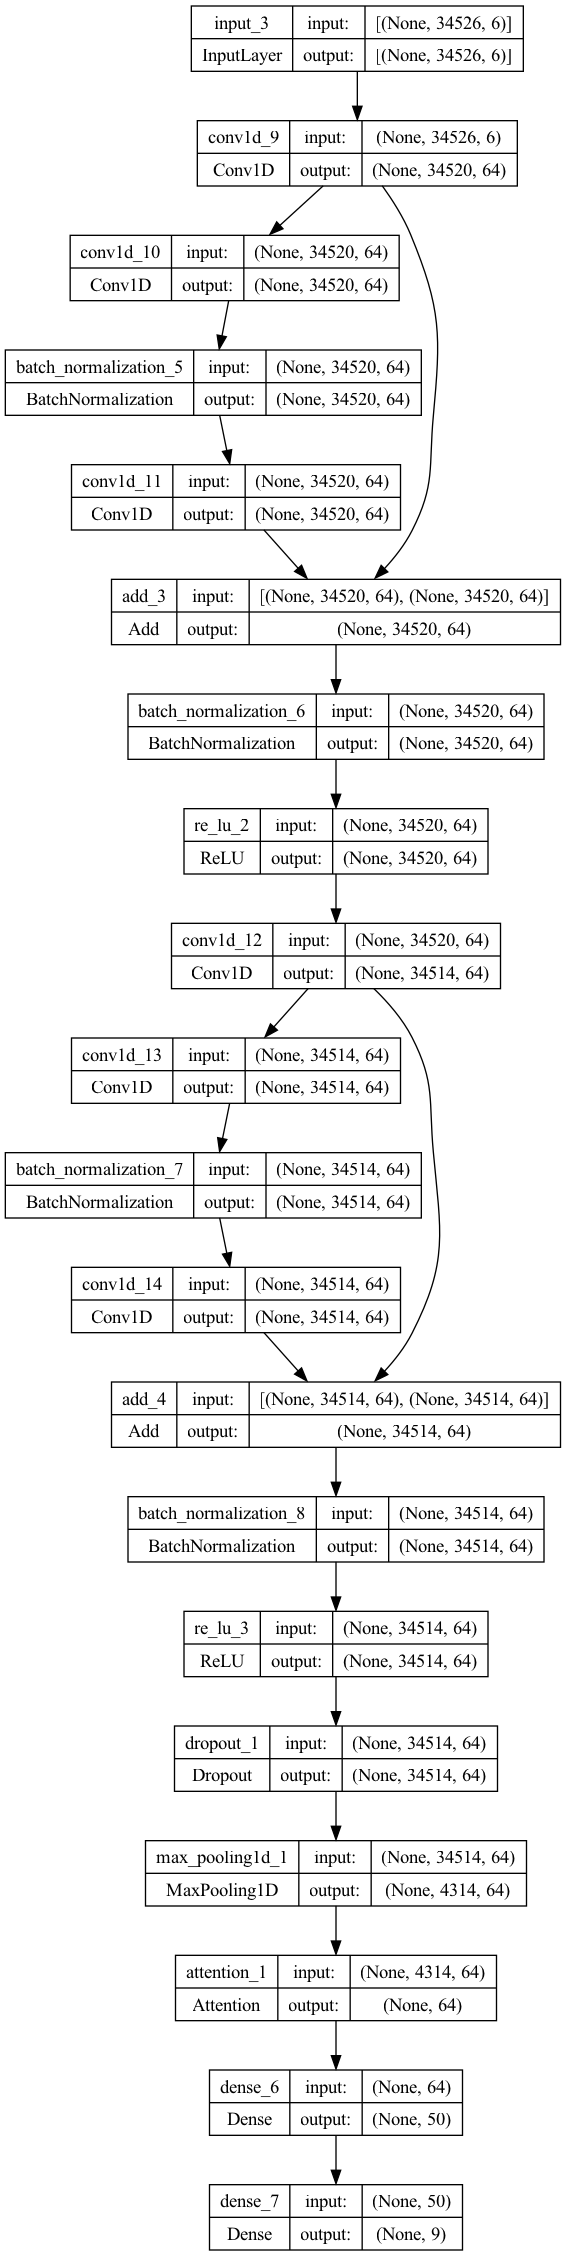 input_3 input: [(None, 34526, 6)]
InputLayer output: [(None, 34526, 6)]
conv1d_9 input: (None, 34526, 6)
Conv1D output: (None, 34520, 64)
conv1d_10 input: (None, 34520, 64)
Conv1D output: (None, 34520, 64)
batch_normalization_5 input: (None, 34520, 64)
BatchNormalization output: (None, 34520, 64)
conv1d_11 input: (None, 34520, 64)
Conv1D output: (None, 34520, 64)
add_3 input: [(None, 34520, 64), (None, 34520, 64)]
Add output: (None, 34520, 64)
batch_normalization_6 input: (None, 34520, 64)
BatchNormalization output: (None, 34520, 64)
re_lu_2 input: (None, 34520, 64)
ReLU output: (None, 34520, 64)
conv1d_12 input: (None, 34520, 64)
Conv1D output: (None, 34514, 64)
conv1d_13 input: (None, 34514, 64)
Conv1D output: (None, 34514, 64)
batch_normalization_7 input: (None, 34514, 64)
BatchNormalization output: (None, 34514, 64)
conv1d_14 input: (None, 34514, 64)
Conv1D output: (None, 34514, 64)
add_4 input: [(None, 34514, 64), (None, 34514, 64)]
Add output: (None, 34514, 64)
batch_normalization_8 input: (None, 34514, 64)
BatchNormalization output: (None, 34514, 64)
re_lu_3 input: (None, 34514, 64)
ReLU output: (None, 34514, 64)
dropout_1 input: (None, 34514, 64)
Dropout output: (None, 34514, 64)
max_pooling1d_1 input: (None, 34514, 64)
MaxPooling1D output: (None, 4314, 64)
attention_1 input: (None, 4314, 64)
Attention output: (None, 64)
dense_6 input: (None, 64)
Dense output: (None, 50)
dense_7 input: (None, 50)
Dense output: (None, 9)